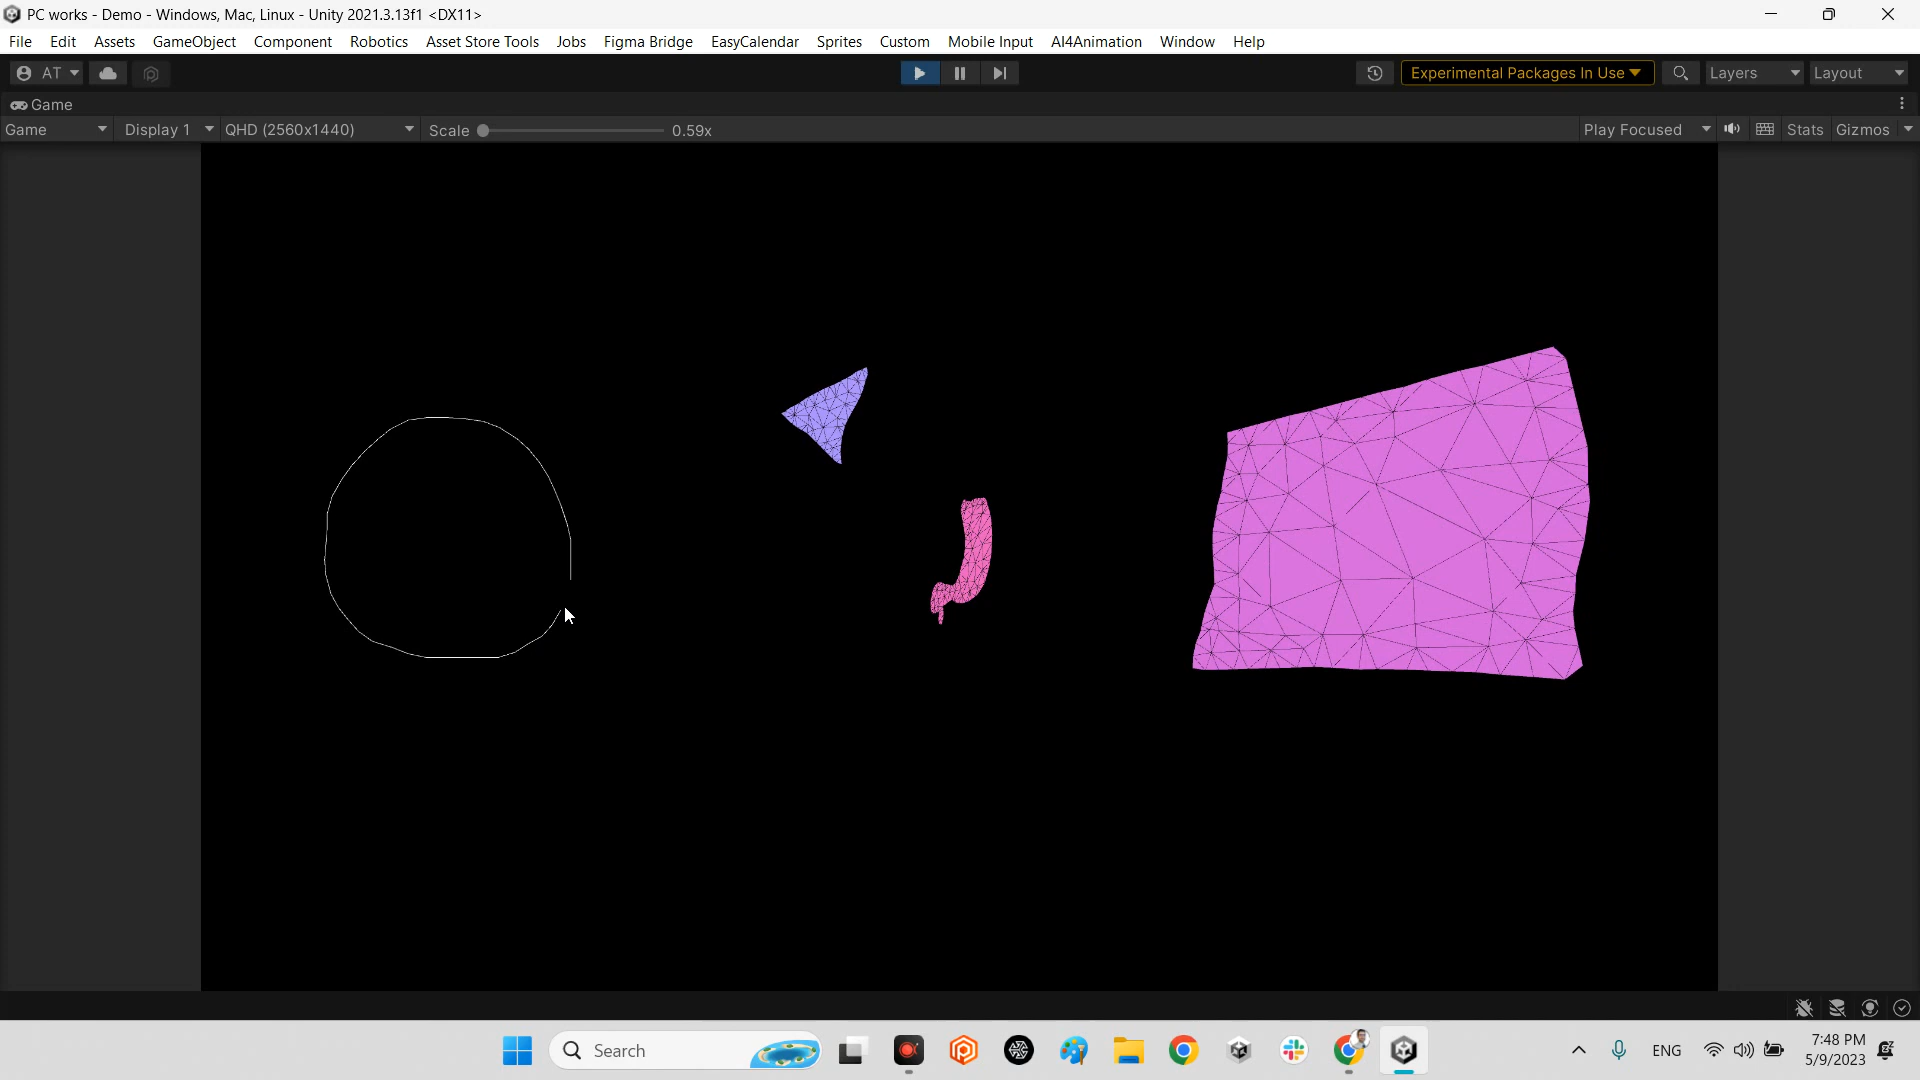 PC works - Demo - Windows, Mac, Linux - Unity 2021.3.13f1 <DX11>
File Edit Assets GameObject Component Robotics Asset Store Tools Jobs Figma Bridge EasyCalendar Sprites Custom Mobile Input AI4Animation Window Help
AT Experimental Packages In Use Layers Layout
Game
Game Display 1 QHD (2560x1440) Scale 0.59x Play Focused Stats Gizmos
Search ENG 7:48 PM
5/9/2023